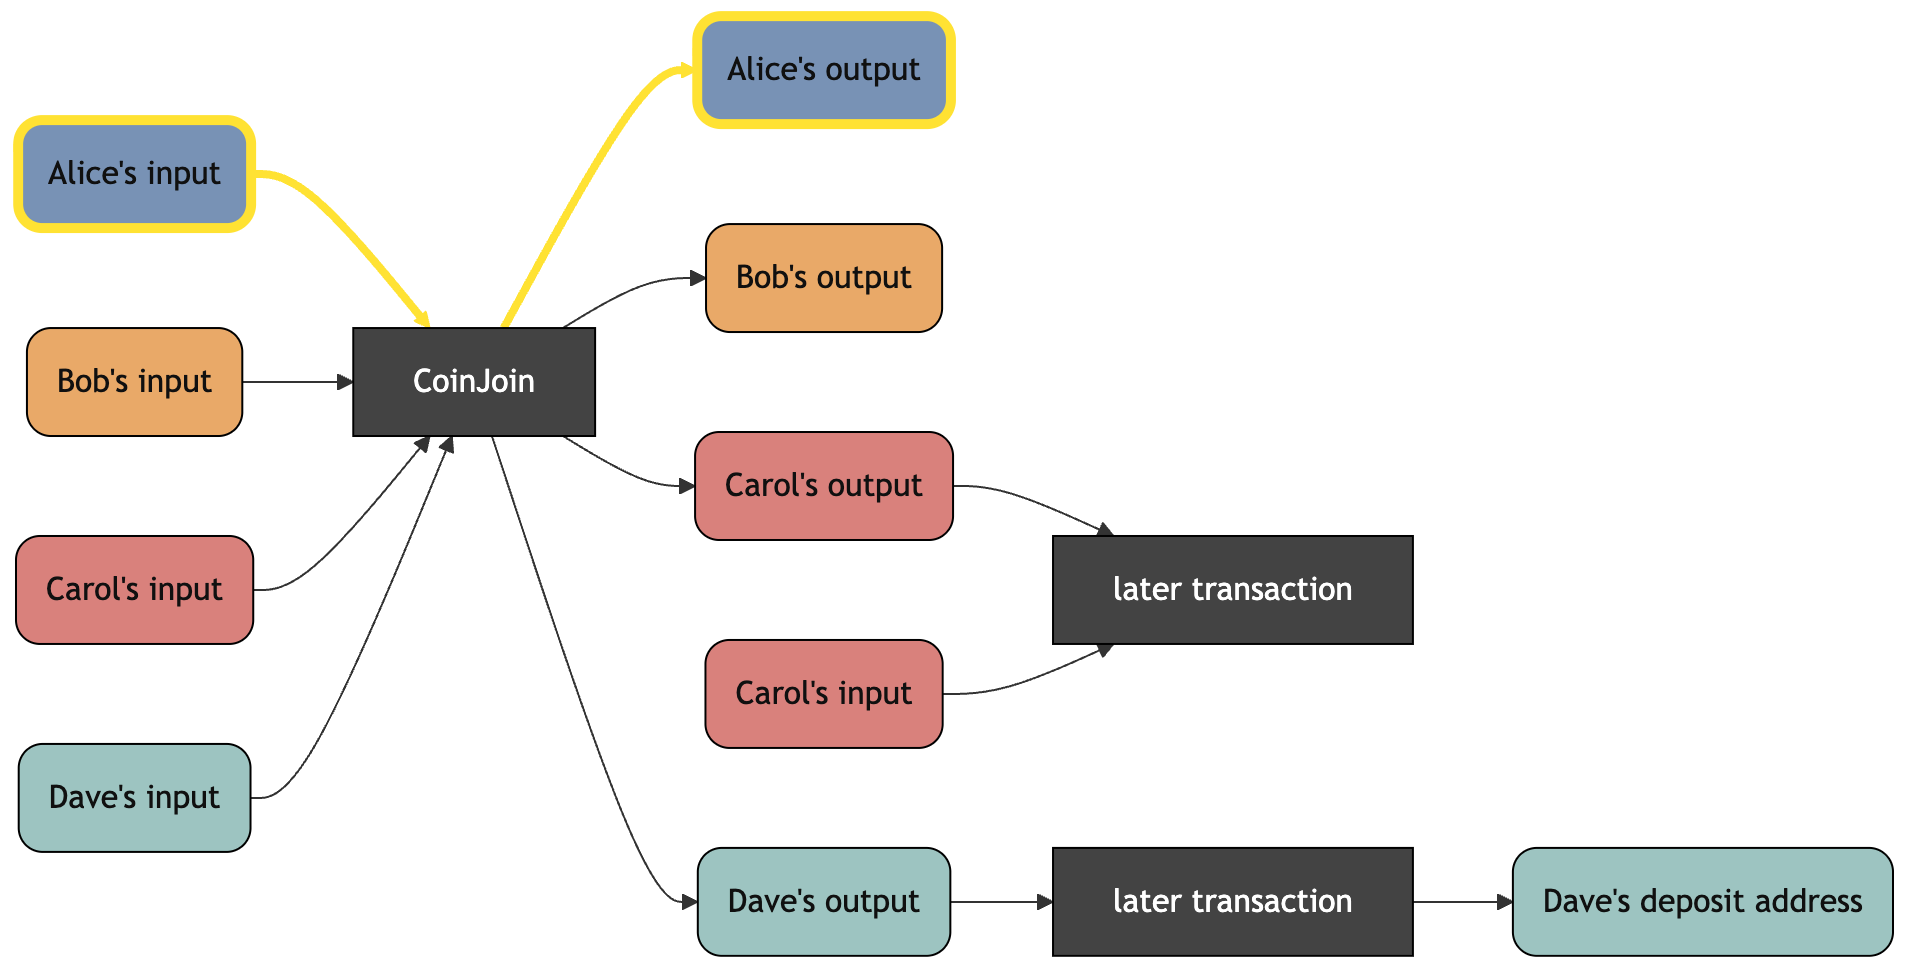 Alice's output
Alice's input
Bob's output
Bob's input
CoinJoin
Carol's output
Carol's input
later transaction
Carol's input
Dave's input
Dave's output
later transaction
Dave's deposit address